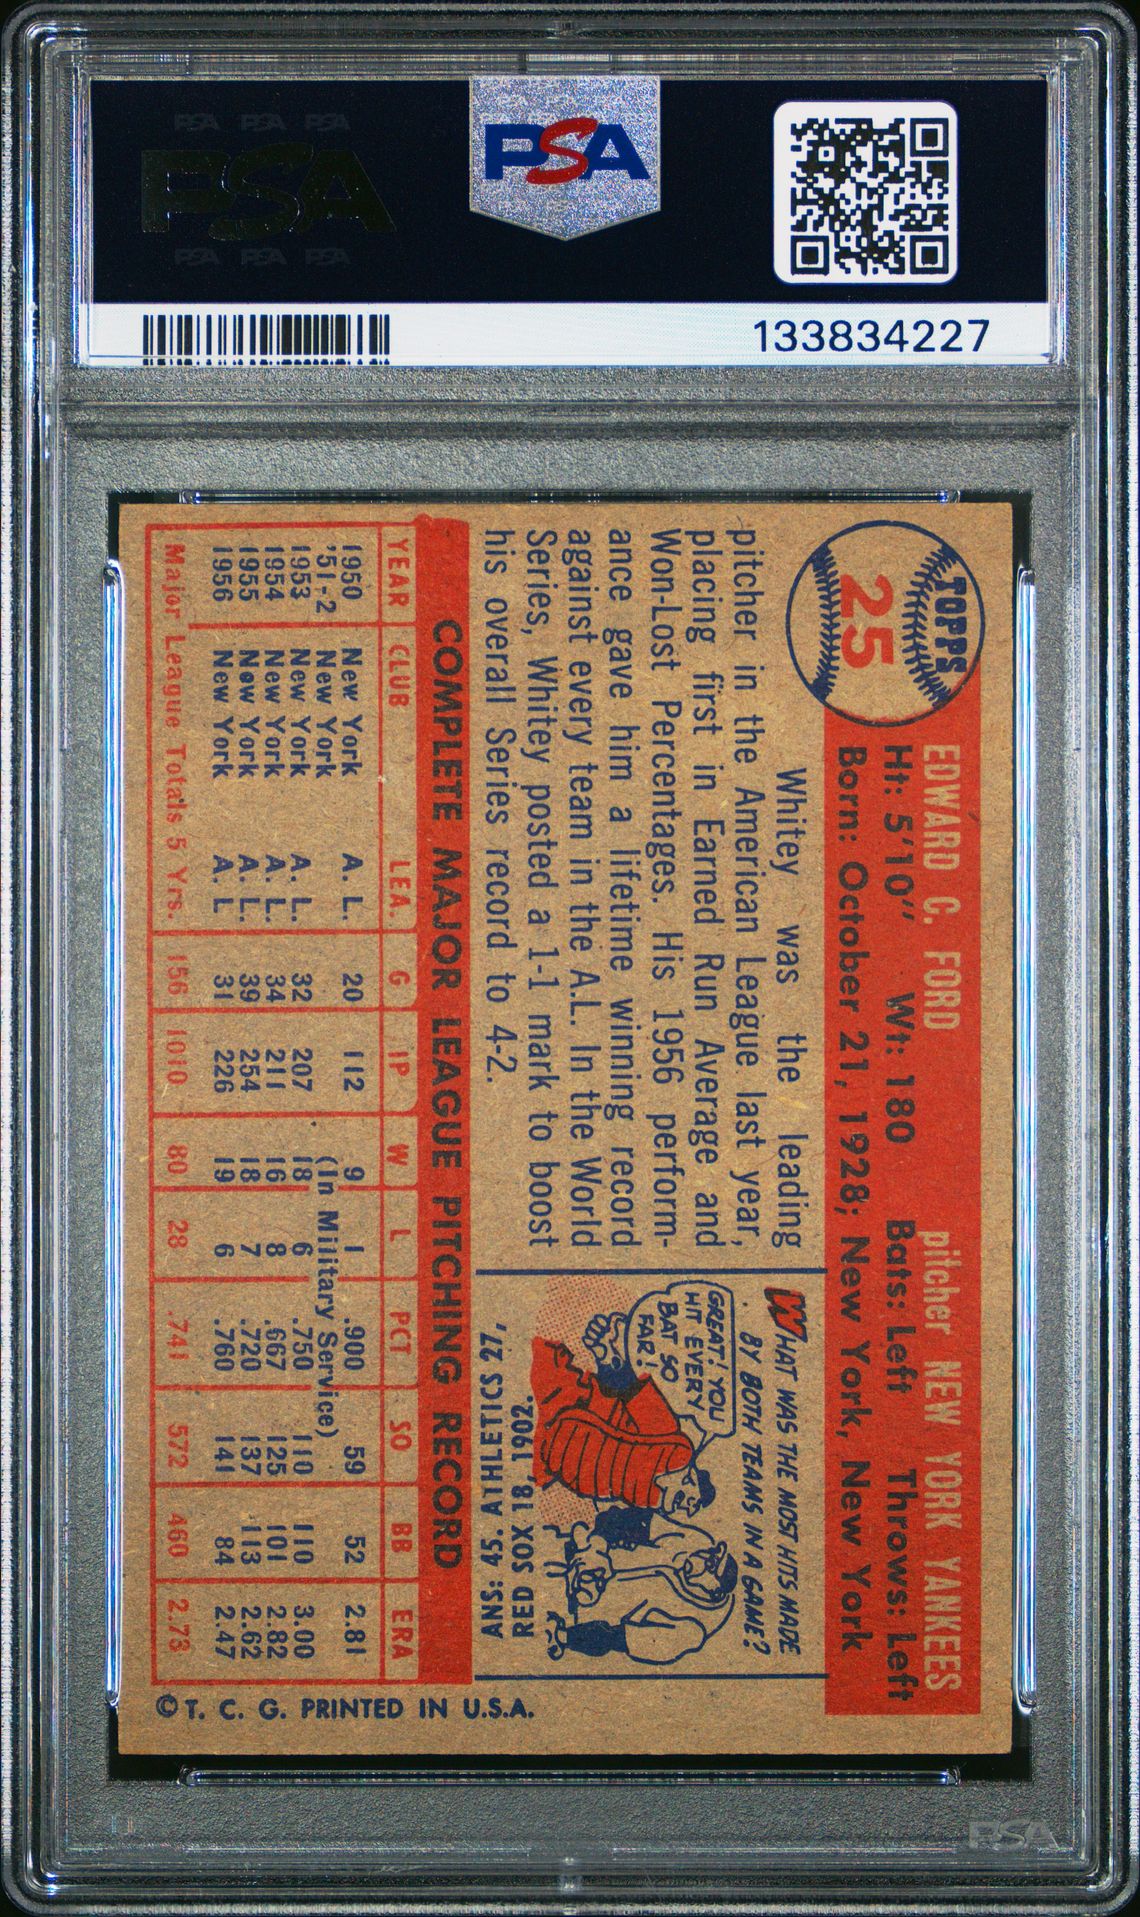 PSA PSA PSA
PSA
PSA PSA PSA
PSA
133834227
TOPPS
25
EDWARD C. FORD pitcher NEW YORK YANKEES
Ht: 5'10" Wt: 180 Bats: Left Throws: Left
Born: October 21, 1928; New York, New York
Whitey was the leading
pitcher in the American League last year,
placing first in Earned Run Average and
Won-Lost Percentages. His 1956 perform-
ance gave him a lifetime winning record
against every team in the A.L. In the World
Series, Whitey posted a 1-1 mark to boost
his overall Series record to 4-2.
WHAT WAS THE MOST HITS MADE
BY BOTH TEAMS IN A GAME?
GREAT! YOU
HIT EVERY
BAT SO
FAR!
ANS: 45. ATHLETICS 27,
RED SOX 18, 1902.
COMPLETE MAJOR LEAGUE PITCHING RECORD
YEAR CLUB LEA. G IP W L PCT SO BB ERA
1950 New York A. L. 20 112 9 1 .900 59 52 2.81
'51-2 New York (In Military Service)
1953 New York A. L. 32 207 18 6 .750 110 110 3.00
1954 New York A. L. 34 211 16 8 .667 125 101 2.82
1955 New York A. L. 39 254 18 7 .720 137 113 2.62
1956 New York A. L. 31 226 19 6 .760 141 84 2.47
Major League Totals 5 Yrs. 156 1010 80 28 .741 572 460 2.73
© T. C. G. PRINTED IN U.S.A.
PSA